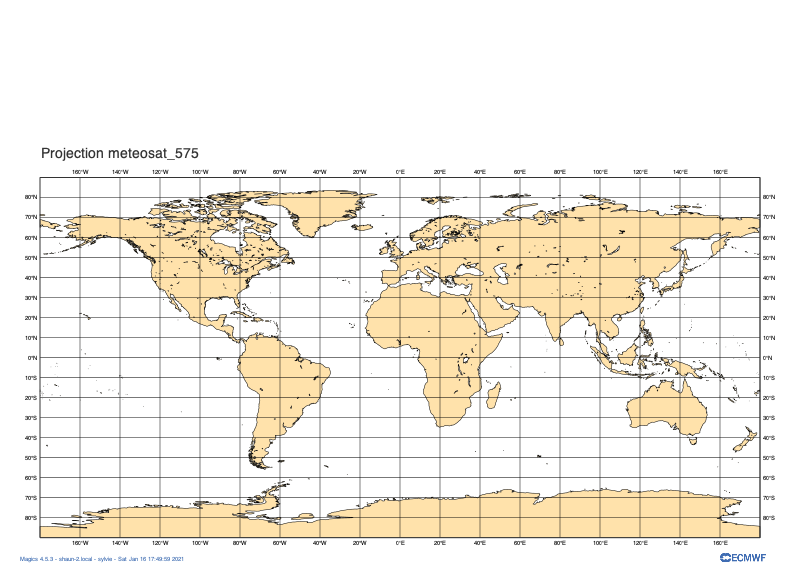 Projection meteosat_575
160°W 140°W 120°W 100°W 80°W 60°W 40°W 20°W 0°E 20°E 40°E 60°E 80°E 100°E 120°E 140°E 160°E
80°N 80°N
70°N 70°N
60°N 60°N
50°N 50°N
40°N 40°N
30°N 30°N
20°N 20°N
10°N 10°N
0°N 0°N
10°S 10°S
20°S 20°S
30°S 30°S
40°S 40°S
50°S 50°S
60°S 60°S
70°S 70°S
80°S 80°S
160°W 140°W 120°W 100°W 80°W 60°W 40°W 20°W 0°E 20°E 40°E 60°E 80°E 100°E 120°E 140°E 160°E
Magics 4.5.3 - shaun-2.local - sylvie - Sat Jan 16 17:49:59 2021
ECMWF